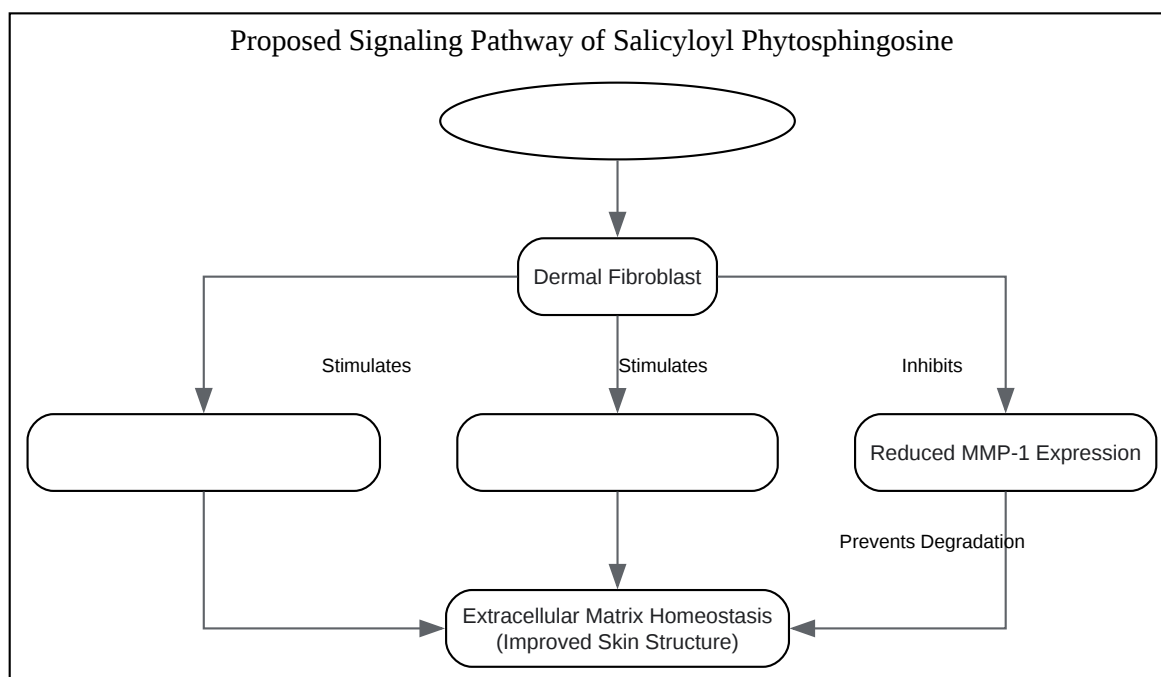 Proposed Signaling Pathway of Salicyloyl Phytosphingosine
Dermal Fibroblast
Stimulates
Stimulates
Inhibits
Reduced MMP-1 Expression
Prevents Degradation
Extracellular Matrix Homeostasis
(Improved Skin Structure)